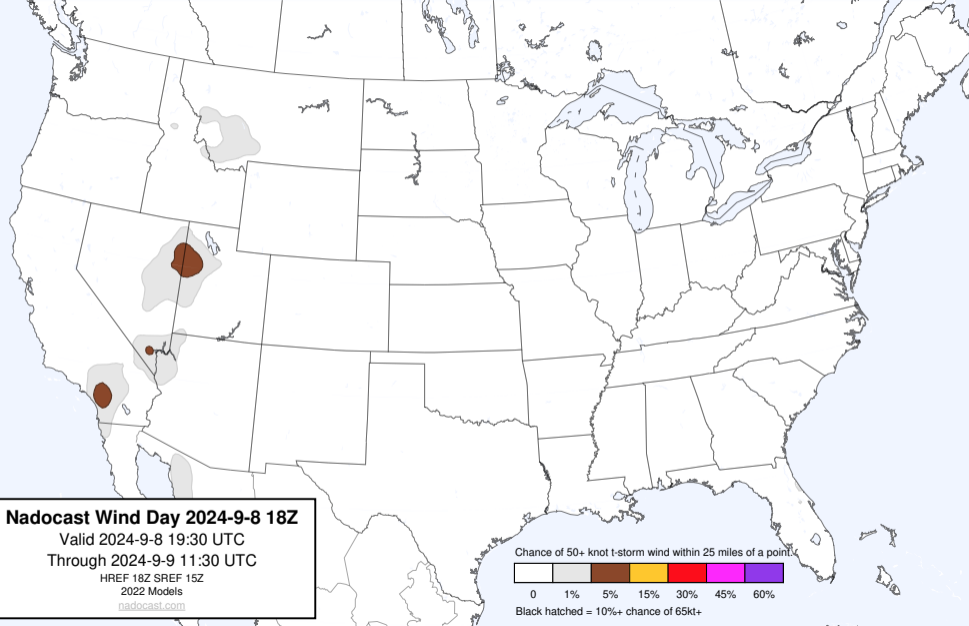 Nadocast Wind Day 2024-9-8 18Z
Valid 2024-9-8 19:30 UTC
Through 2024-9-9 11:30 UTC
HREF 18Z SREF 15Z
2022 Models
nadocast.com
Chance of 50+ knot t-storm wind within 25 miles of a point.
0 1% 5% 15% 30% 45% 60%
Black hatched = 10%+ chance of 65kt+